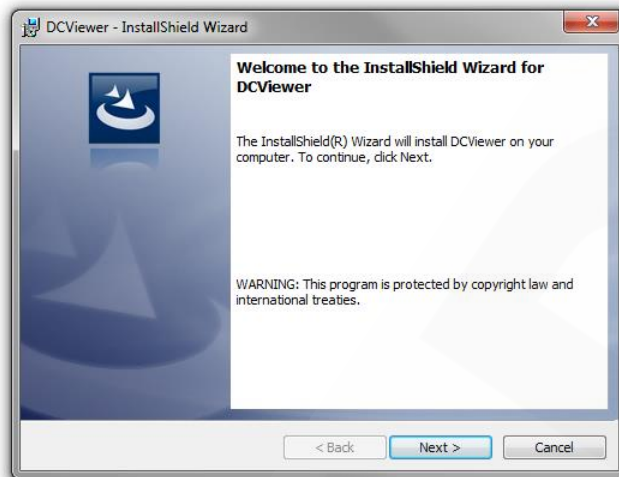 DCViewer - InstallShield Wizard
Welcome to the InstallShield Wizard for
DCViewer
The InstallShield(R) Wizard will install DCViewer on your
computer. To continue, click Next.
WARNING: This program is protected by copyright law and
international treaties.
< Back
Next >
Cancel